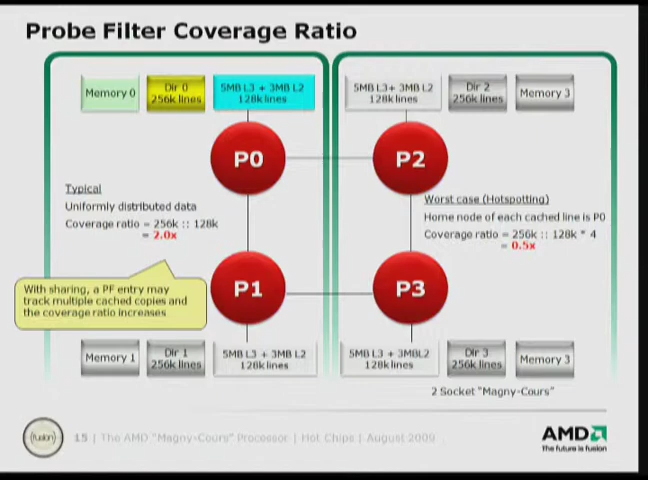 Probe Filter Coverage Ratio
Memory 0
Dir 0
256k lines
5MB L3 + 3MB L2
128k lines
5MB L3+ 3MB L2
128k lines
Dir 2
256k lines
Memory 3
P0
P2
Typical
Uniformly distributed data
Coverage ratio = 256k :: 128k
= 2.0x
Worst case (Hotspotting)
Home node of each cached line is P0
Coverage ratio = 256k :: 128k * 4
= 0.5x
With sharing, a PF entry may
track multiple cached copies and
the coverage ratio increases
P1
P3
Memory 1
Dir 1
256k lines
5MB L3 + 3MB L2
128k lines
5MB L3 + 3MBL2
128k lines
Dir 3
256k lines
Memory 3
2 Socket "Magny-Cours"
fusion
15 | The AMD "Magny-Cours" Processor | Hot Chips | August 2009
AMD
The future is fusion